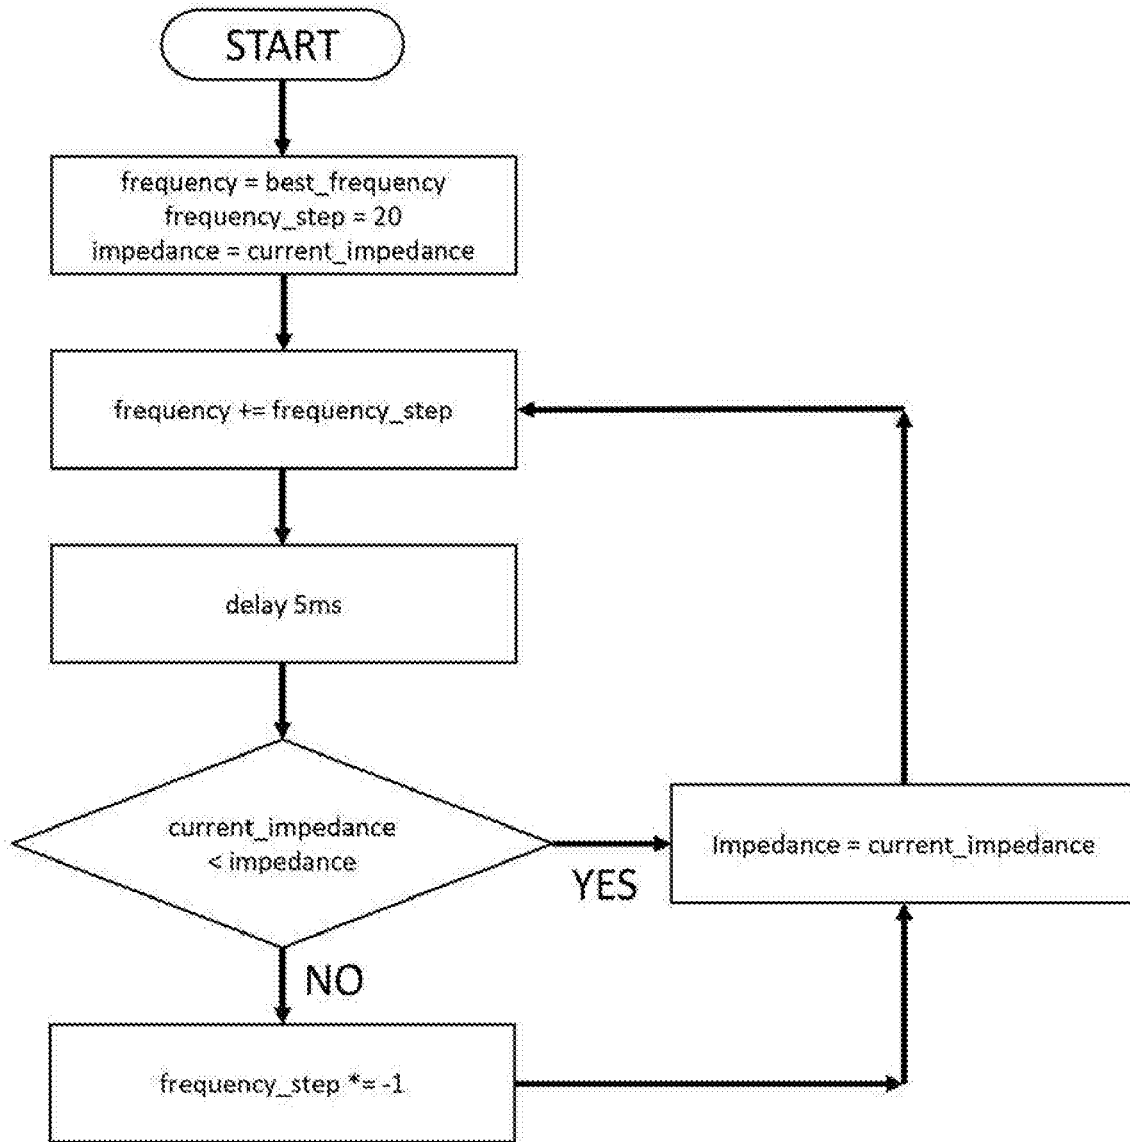 START
frequency = best_frequency
frequency_step = 20
impedance = current_impedance
frequency += frequency_step
delay 5ms
current_impedance
< impedance
YES
Impedance = current_impedance
NO
frequency_step *= -1